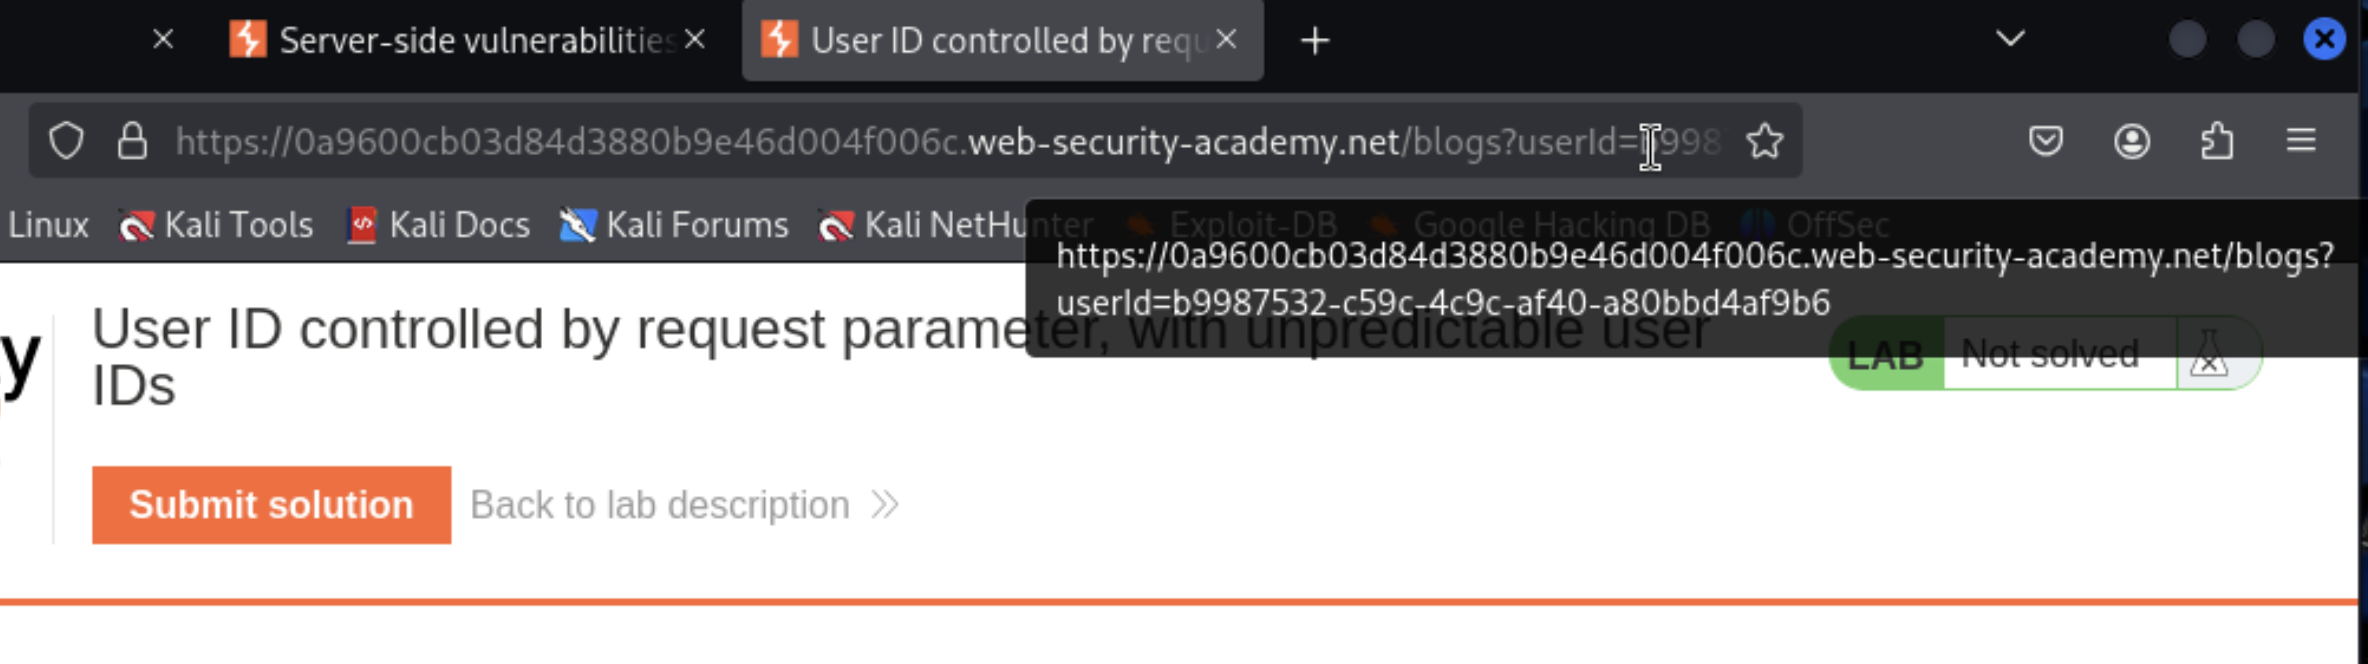 Server-side vulnerabilities
User ID controlled by requ
https://0a9600cb03d84d3880b9e46d004f006c.web-security-academy.net/blogs?userId=b998
Linux Kali Tools Kali Docs Kali Forums Kali NetHunter Exploit-DB Google Hacking DB OffSec
https://0a9600cb03d84d3880b9e46d004f006c.web-security-academy.net/blogs?
userId=b9987532-c59c-4c9c-af40-a80bbd4af9b6
y
User ID controlled by request parameter, with unpredictable user
IDs
LAB Not solved
Submit solution Back to lab description